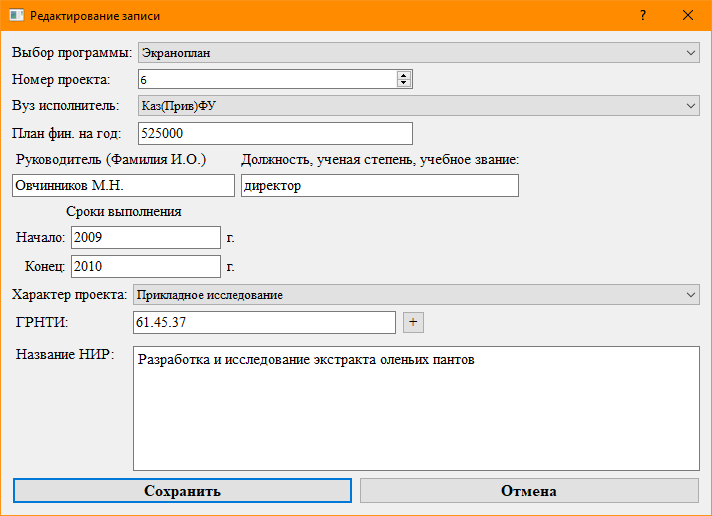 Редактирование записи
?
Выбор программы: Экраноплан
Номер проекта: 6
Вуз исполнитель: Каз(Прив)ФУ
План фин. на год: 525000
Руководитель (Фамилия И.О.) Должность, ученая степень, учебное звание:
Овчинников М.Н. директор
Сроки выполнения
Начало: 2009 г.
Конец: 2010 г.
Характер проекта: Прикладное исследование
ГРНТИ: 61.45.37 +
Название НИР: Разработка и исследование экстракта оленьих пантов
Сохранить Отмена